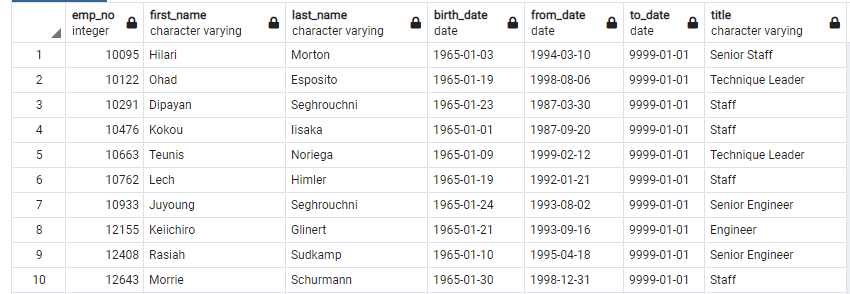 emp_no first_name last_name birth_date from_date to_date title
integer character varying character varying date date date character varying
1 10095 Hilari Morton 1965-01-03 1994-03-10 9999-01-01 Senior Staff
2 10122 Ohad Esposito 1965-01-19 1998-08-06 9999-01-01 Technique Leader
3 10291 Dipayan Seghrouchni 1965-01-23 1987-03-30 9999-01-01 Staff
4 10476 Kokou Iisaka 1965-01-01 1987-09-20 9999-01-01 Staff
5 10663 Teunis Noriega 1965-01-09 1999-02-12 9999-01-01 Technique Leader
6 10762 Lech Himler 1965-01-19 1992-01-21 9999-01-01 Staff
7 10933 Juyoung Seghrouchni 1965-01-24 1993-08-02 9999-01-01 Senior Engineer
8 12155 Keiichiro Glinert 1965-01-21 1993-09-16 9999-01-01 Engineer
9 12408 Rasiah Sudkamp 1965-01-10 1995-04-18 9999-01-01 Senior Engineer
10 12643 Morrie Schurmann 1965-01-30 1998-12-31 9999-01-01 Staff